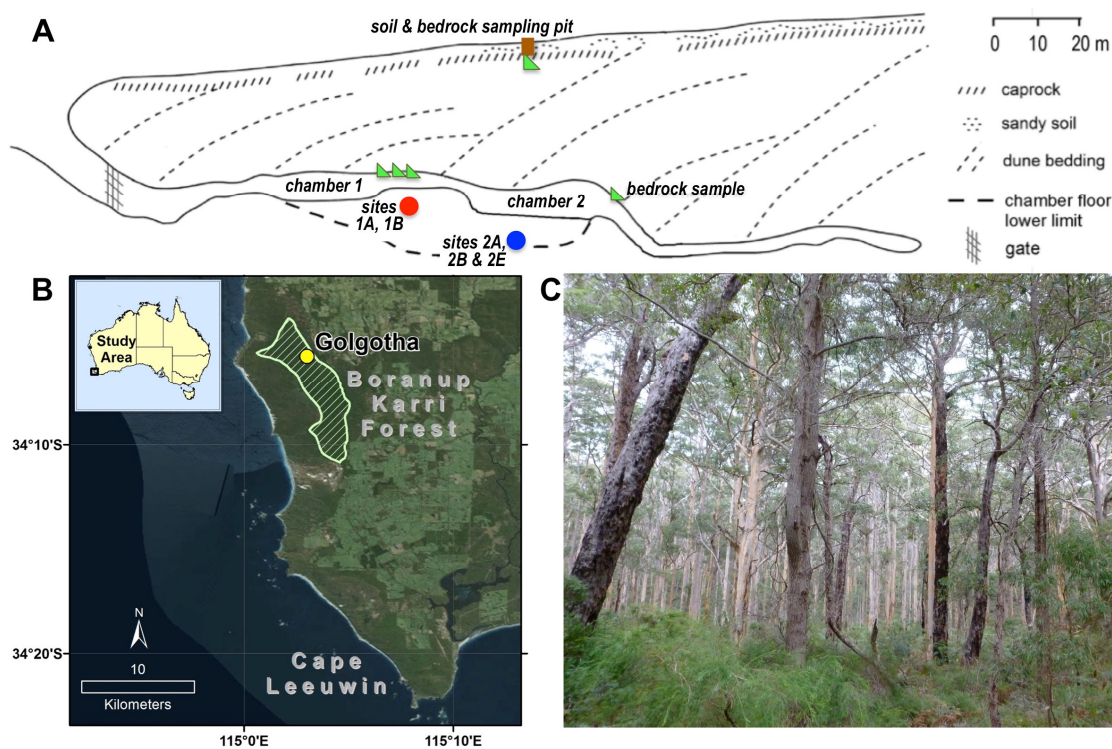 A
soil & bedrock sampling pit
0 10 20 m
caprock
sandy soil
dune bedding
chamber floor
lower limit
gate
chamber 1
chamber 2
bedrock sample
sites
1A, 1B
sites 2A,
2B & 2E
B
Study
Area
Golgotha
Boranup
Karri
Forest
34°10'S
N
10
Kilometers
34°20'S
Cape
Leeuwin
115°0'E
115°10'E
C